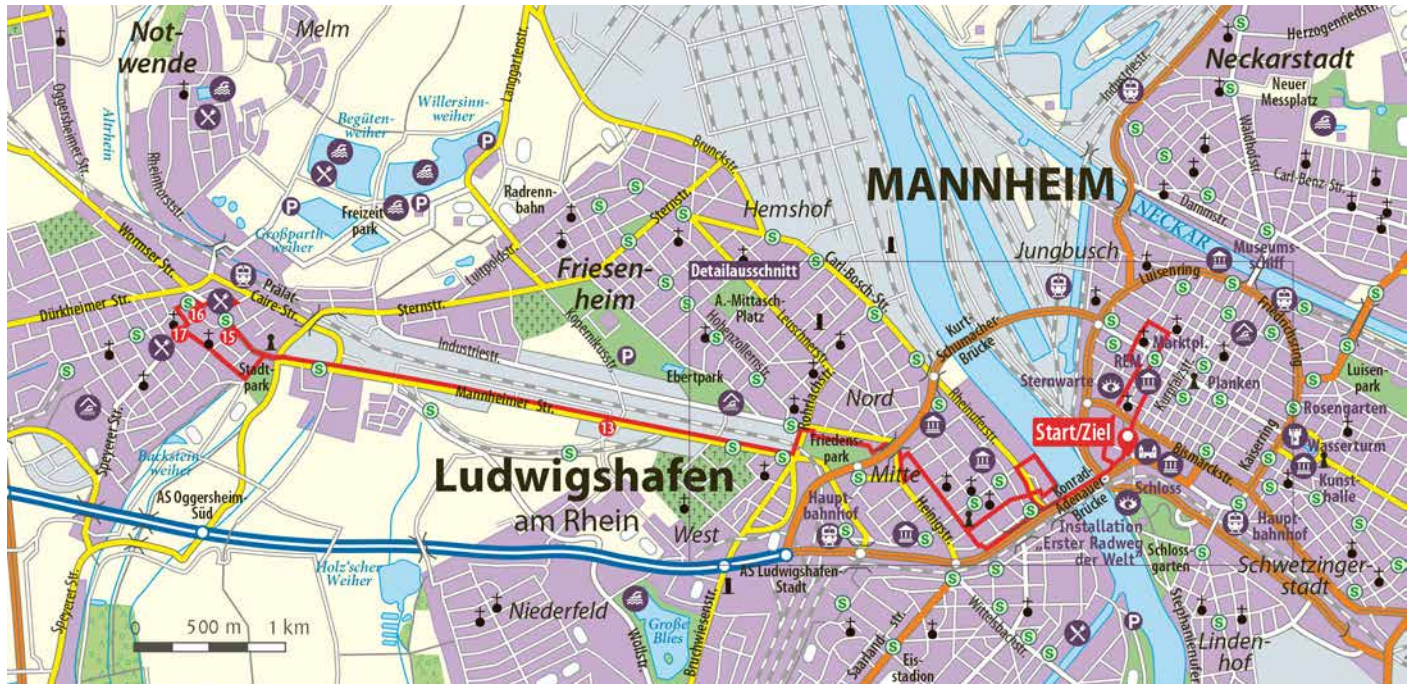 Not-
wende
Melm
Oggersheimer Str.
Altrhein
Rheinhorststr.
Begüten-
weiher
Willersinn-
weiher
Langgartenstr.
P
Radrenn-
bahn
Freizeit
park
P
P
Großparth-
weiher
Luitpoldstr.
Wormser Str.
Dürkheimer Str.
Prälat-
Caire-Str.
Sternstr.
Sternstr.
Brunckstr.
Hemshof
Friesen-
heim
Kopernikusstr.
P
Industriestr.
Ebertpark
Detailausschnitt
A.-Mittasch-
Platz
Hohenzollernstr.
Leuschnerstr.
Carl-Bosch-Str.
Rohrlachstr.
Nord
Friedens-
park
16
17
15
Stadt-
park
Mannheimer Str.
13
Speyerer Str.
Backstein-
weiher
AS Oggersheim-
Süd
Speyerer Str.
Ludwigshafen
am Rhein
West
Mitte
Haupt-
bahnhof
Heinigstr.
Rheinuferstr.
Kurt-
Schumacher-
Brücke
Holz'scher
Weiher
Niederfeld
Wollstr.
Große
Blies
Bruchwiesenstr.
AS Ludwigshafen-
Stadt
Saarland str.
Eis-
stadion
Wittelsbachstr.
P
0 500 m 1 km
MANNHEIM
Jungbusch
Industriestr.
Neckarstadt
Herzogenriedstr.
Neuer
Messplatz
Waldhofstr.
Carl-Benz-Str.
Dammstr.
NECKAR
Museums-
schiff
Luisenring
Friedrichsring
Marktpl.
REM
Sternwarte
Kurpfalzstr.
Planken
Luisen-
park
Rosengarten
Wasserturm
Start/Ziel
Bismarckstr.
Kaiserring
Kunst-
halle
Konrad-
Adenauer-
Brücke
Schloss
Installation
„Erster Radweg
der Welt"
Schloss-
garten
Haupt-
bahnhof
Schwetzinger-
stadt
Stephanienufer
Linden-
hof